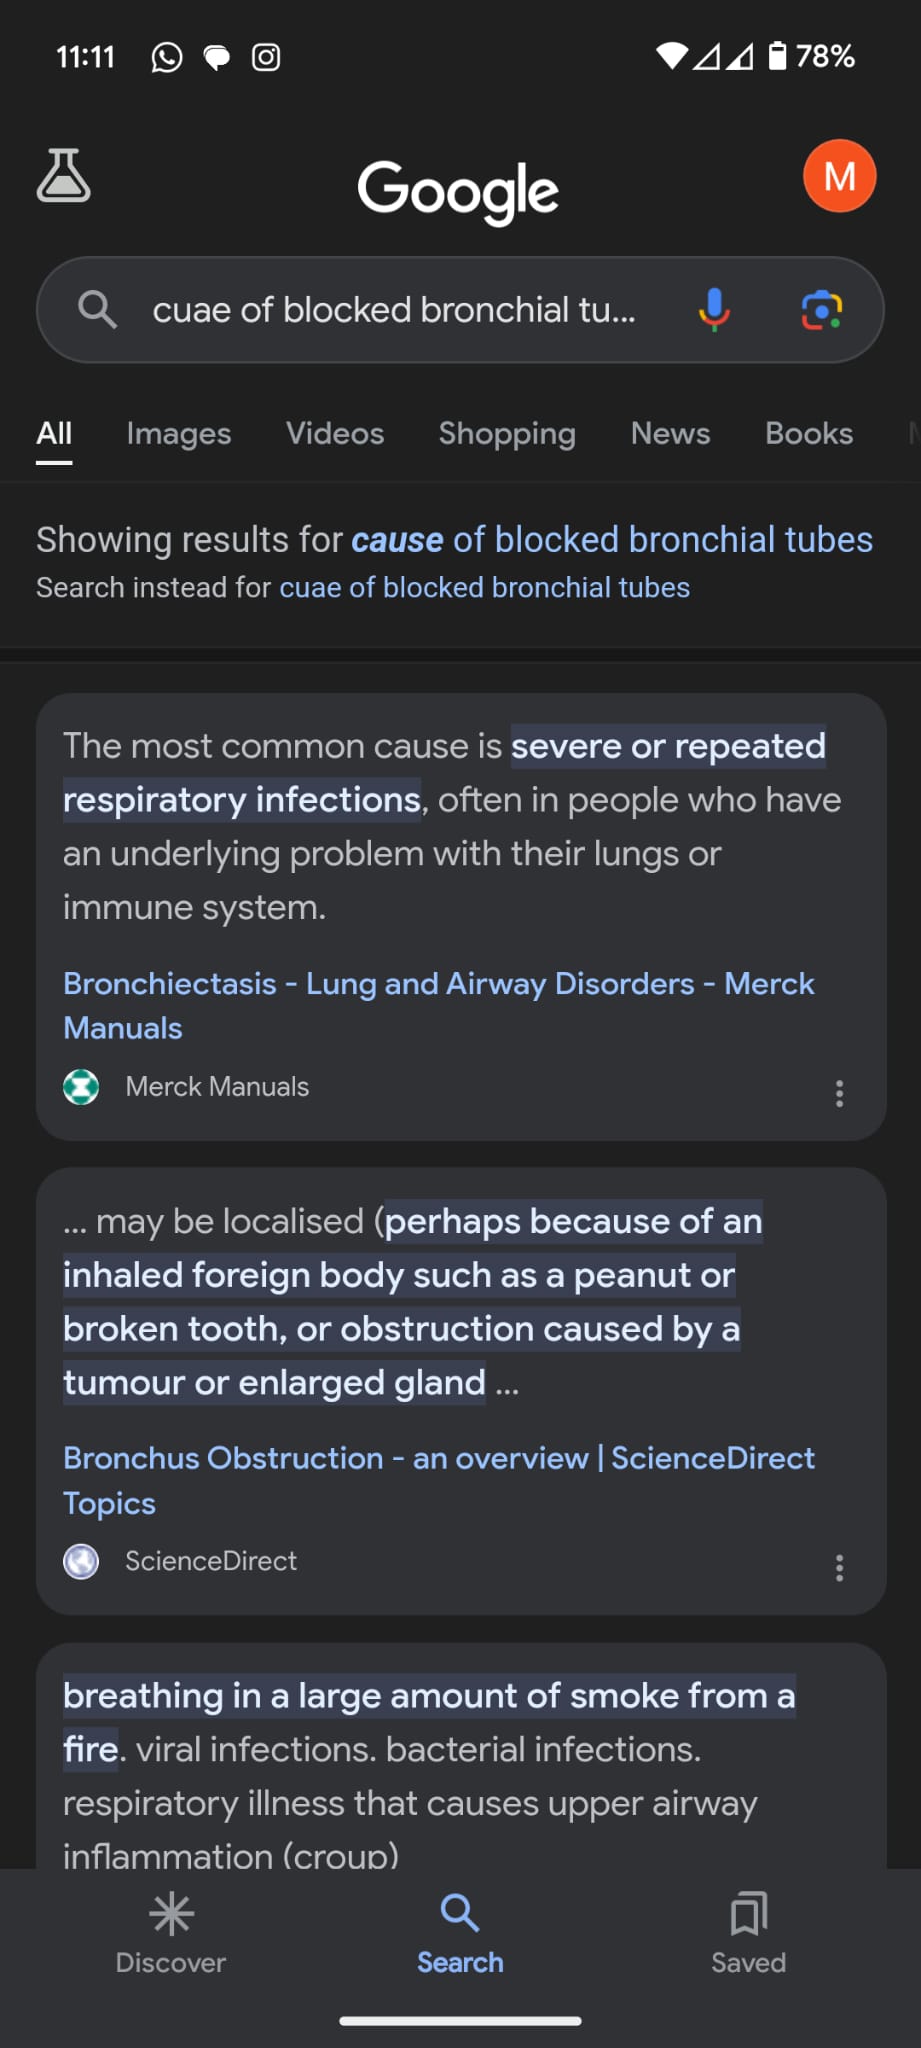 11:11
78%
Google
M
cuae of blocked bronchial tu...
All Images Videos Shopping News Books
Showing results for cause of blocked bronchial tubes
Search instead for cuae of blocked bronchial tubes
The most common cause is severe or repeated
respiratory infections, often in people who have
an underlying problem with their lungs or
immune system.
Bronchiectasis - Lung and Airway Disorders - Merck
Manuals
Merck Manuals
... may be localised (perhaps because of an
inhaled foreign body such as a peanut or
broken tooth, or obstruction caused by a
tumour or enlarged gland ...
Bronchus Obstruction - an overview | ScienceDirect
Topics
ScienceDirect
breathing in a large amount of smoke from a
fire. viral infections. bacterial infections.
respiratory illness that causes upper airway
inflammation (croup)
Discover Search Saved